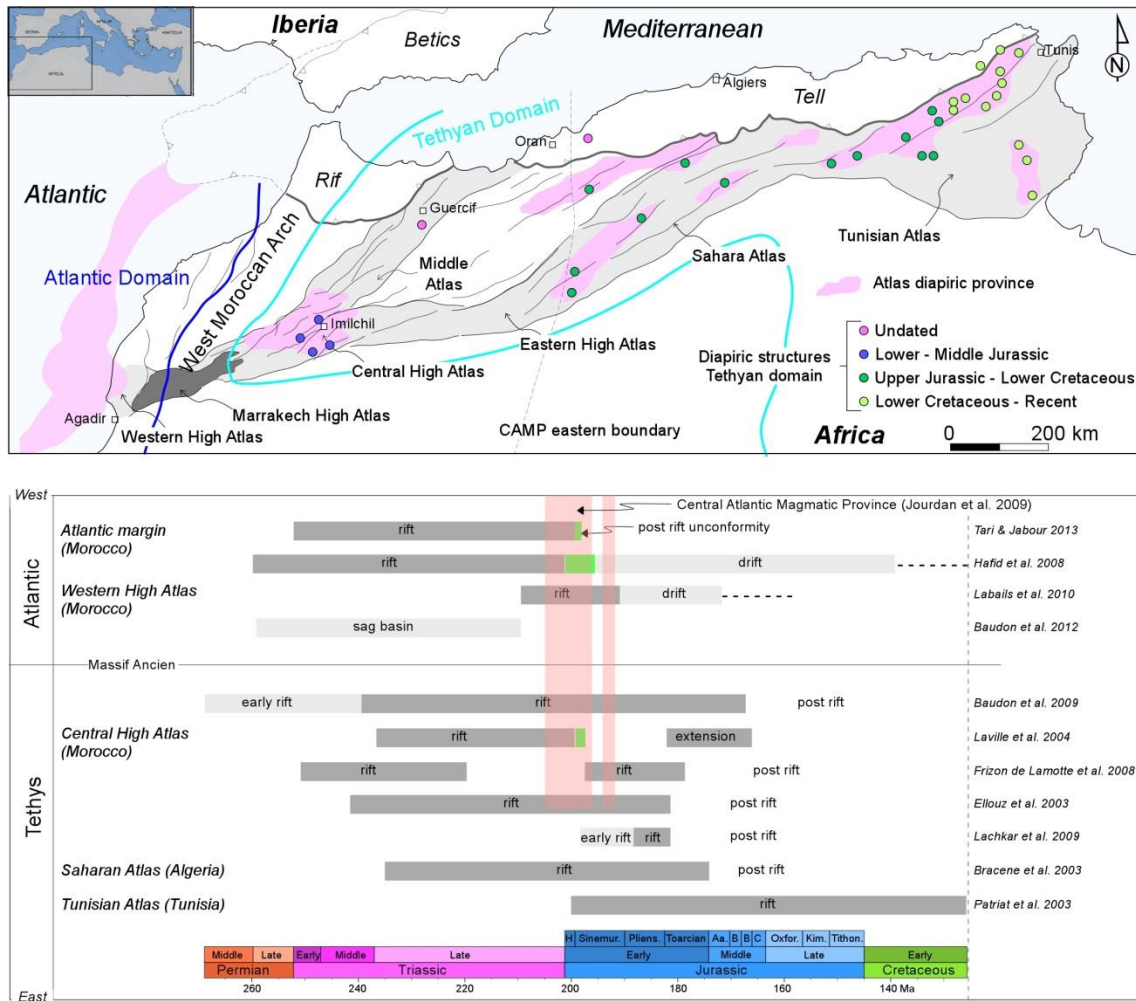 Iberia
Betics
Mediterranean
Tunis
N
Algiers
Tell
Tethyan Domain
Oran
Rif
Atlantic
Guercif
Atlantic Domain
West Moroccan Arch
Middle
Atlas
Sahara Atlas
Tunisian Atlas
Atlas diapiric province
Imilchil
Eastern High Atlas
Central High Atlas
Diapiric structures
Tethyan domain
Undated
Lower - Middle Jurassic
Upper Jurassic - Lower Cretaceous
Lower Cretaceous - Recent
Agadir
Marrakech High Atlas
Western High Atlas
CAMP eastern boundary
Africa
0 200 km
West
Central Atlantic Magmatic Province (Jourdan et al. 2009)
post rift unconformity
Atlantic
Atlantic margin
(Morocco)
rift
Tari & Jabour 2013
rift
drift
Hafid et al. 2008
Western High Atlas
(Morocco)
rift
drift
Labails et al. 2010
sag basin
Baudon et al. 2012
Massif Ancien
Tethys
early rift
rift
post rift
Baudon et al. 2009
Central High Atlas
(Morocco)
rift
extension
Laville et al. 2004
rift
rift
post rift
Frizon de Lamotte et al. 2008
rift
post rift
Ellouz et al. 2003
early rift
rift
post rift
Lachkar et al. 2009
Saharan Atlas (Algeria)
rift
post rift
Bracene et al. 2003
Tunisian Atlas (Tunisia)
rift
Patriat et al. 2003
H Sinemur. Pliens. Toarcian Aa. B B C Oxfor. Kim. Tithon.
Middle Late Early Middle Late Early Middle Late Early
Permian Triassic Jurassic Cretaceous
260 240 220 200 180 160 140 Ma
East